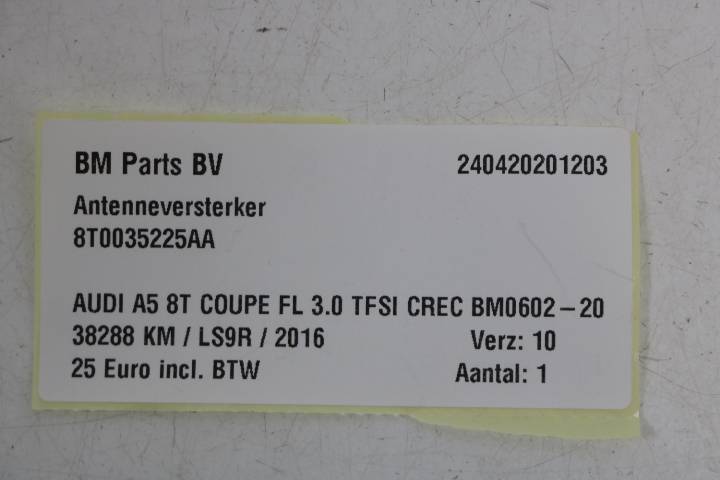 BM Parts BV 240420201203
Antenneversterker
8T0035225AA
AUDI A5 8T COUPE FL 3.0 TFSI CREC BM0602-20
38288 KM / LS9R / 2016 Verz: 10
25 Euro incl. BTW Aantal: 1